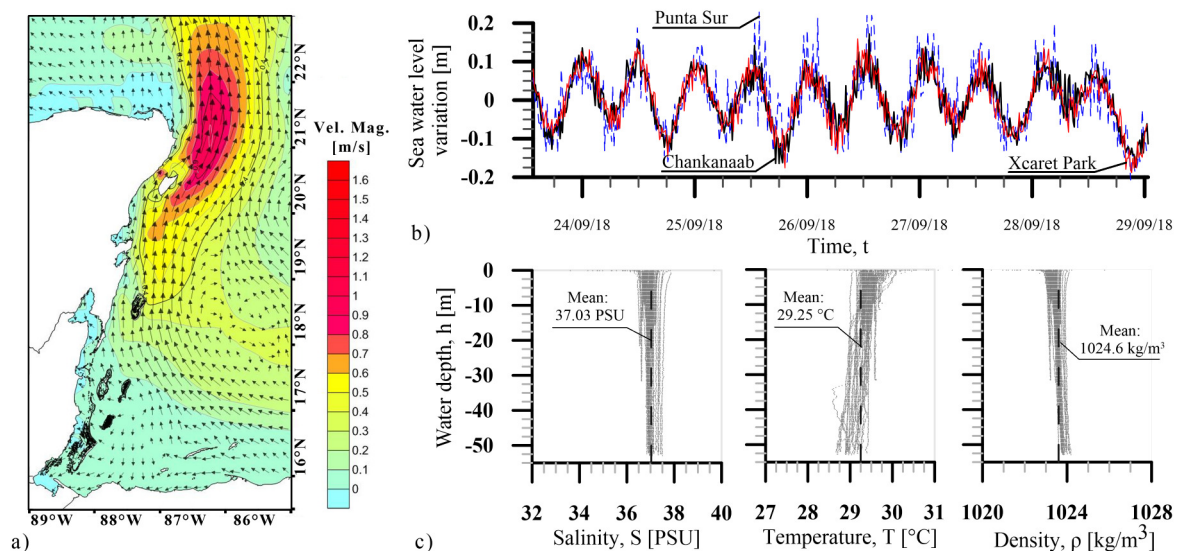 Vel. Mag.
[m/s]
1.6
1.5
1.4
1.3
1.2
1.1
1
0.9
0.8
0.7
0.6
0.5
0.4
0.3
0.2
0.1
0
22°N
21°N
20°N
19°N
18°N
17°N
16°N
89°W
88°W
87°W
86°W
a)
Sea water level
variation [m]
0.2
0.1
0
-0.1
-0.2
Punta Sur
Chankanaab
Xcaret Park
24/09/18
25/09/18
26/09/18
27/09/18
28/09/18
29/09/18
Time, t
b)
Water depth, h [m]
0
-10
-20
-30
-40
-50
Mean:
37.03 PSU
32
34
36
38
40
Salinity, S [PSU]
Mean:
29.25 °C
27
28
29
30
31
Temperature, T [°C]
Mean:
1024.6 kg/m³
1020
1024
1028
Density, ρ [kg/m³]
c)